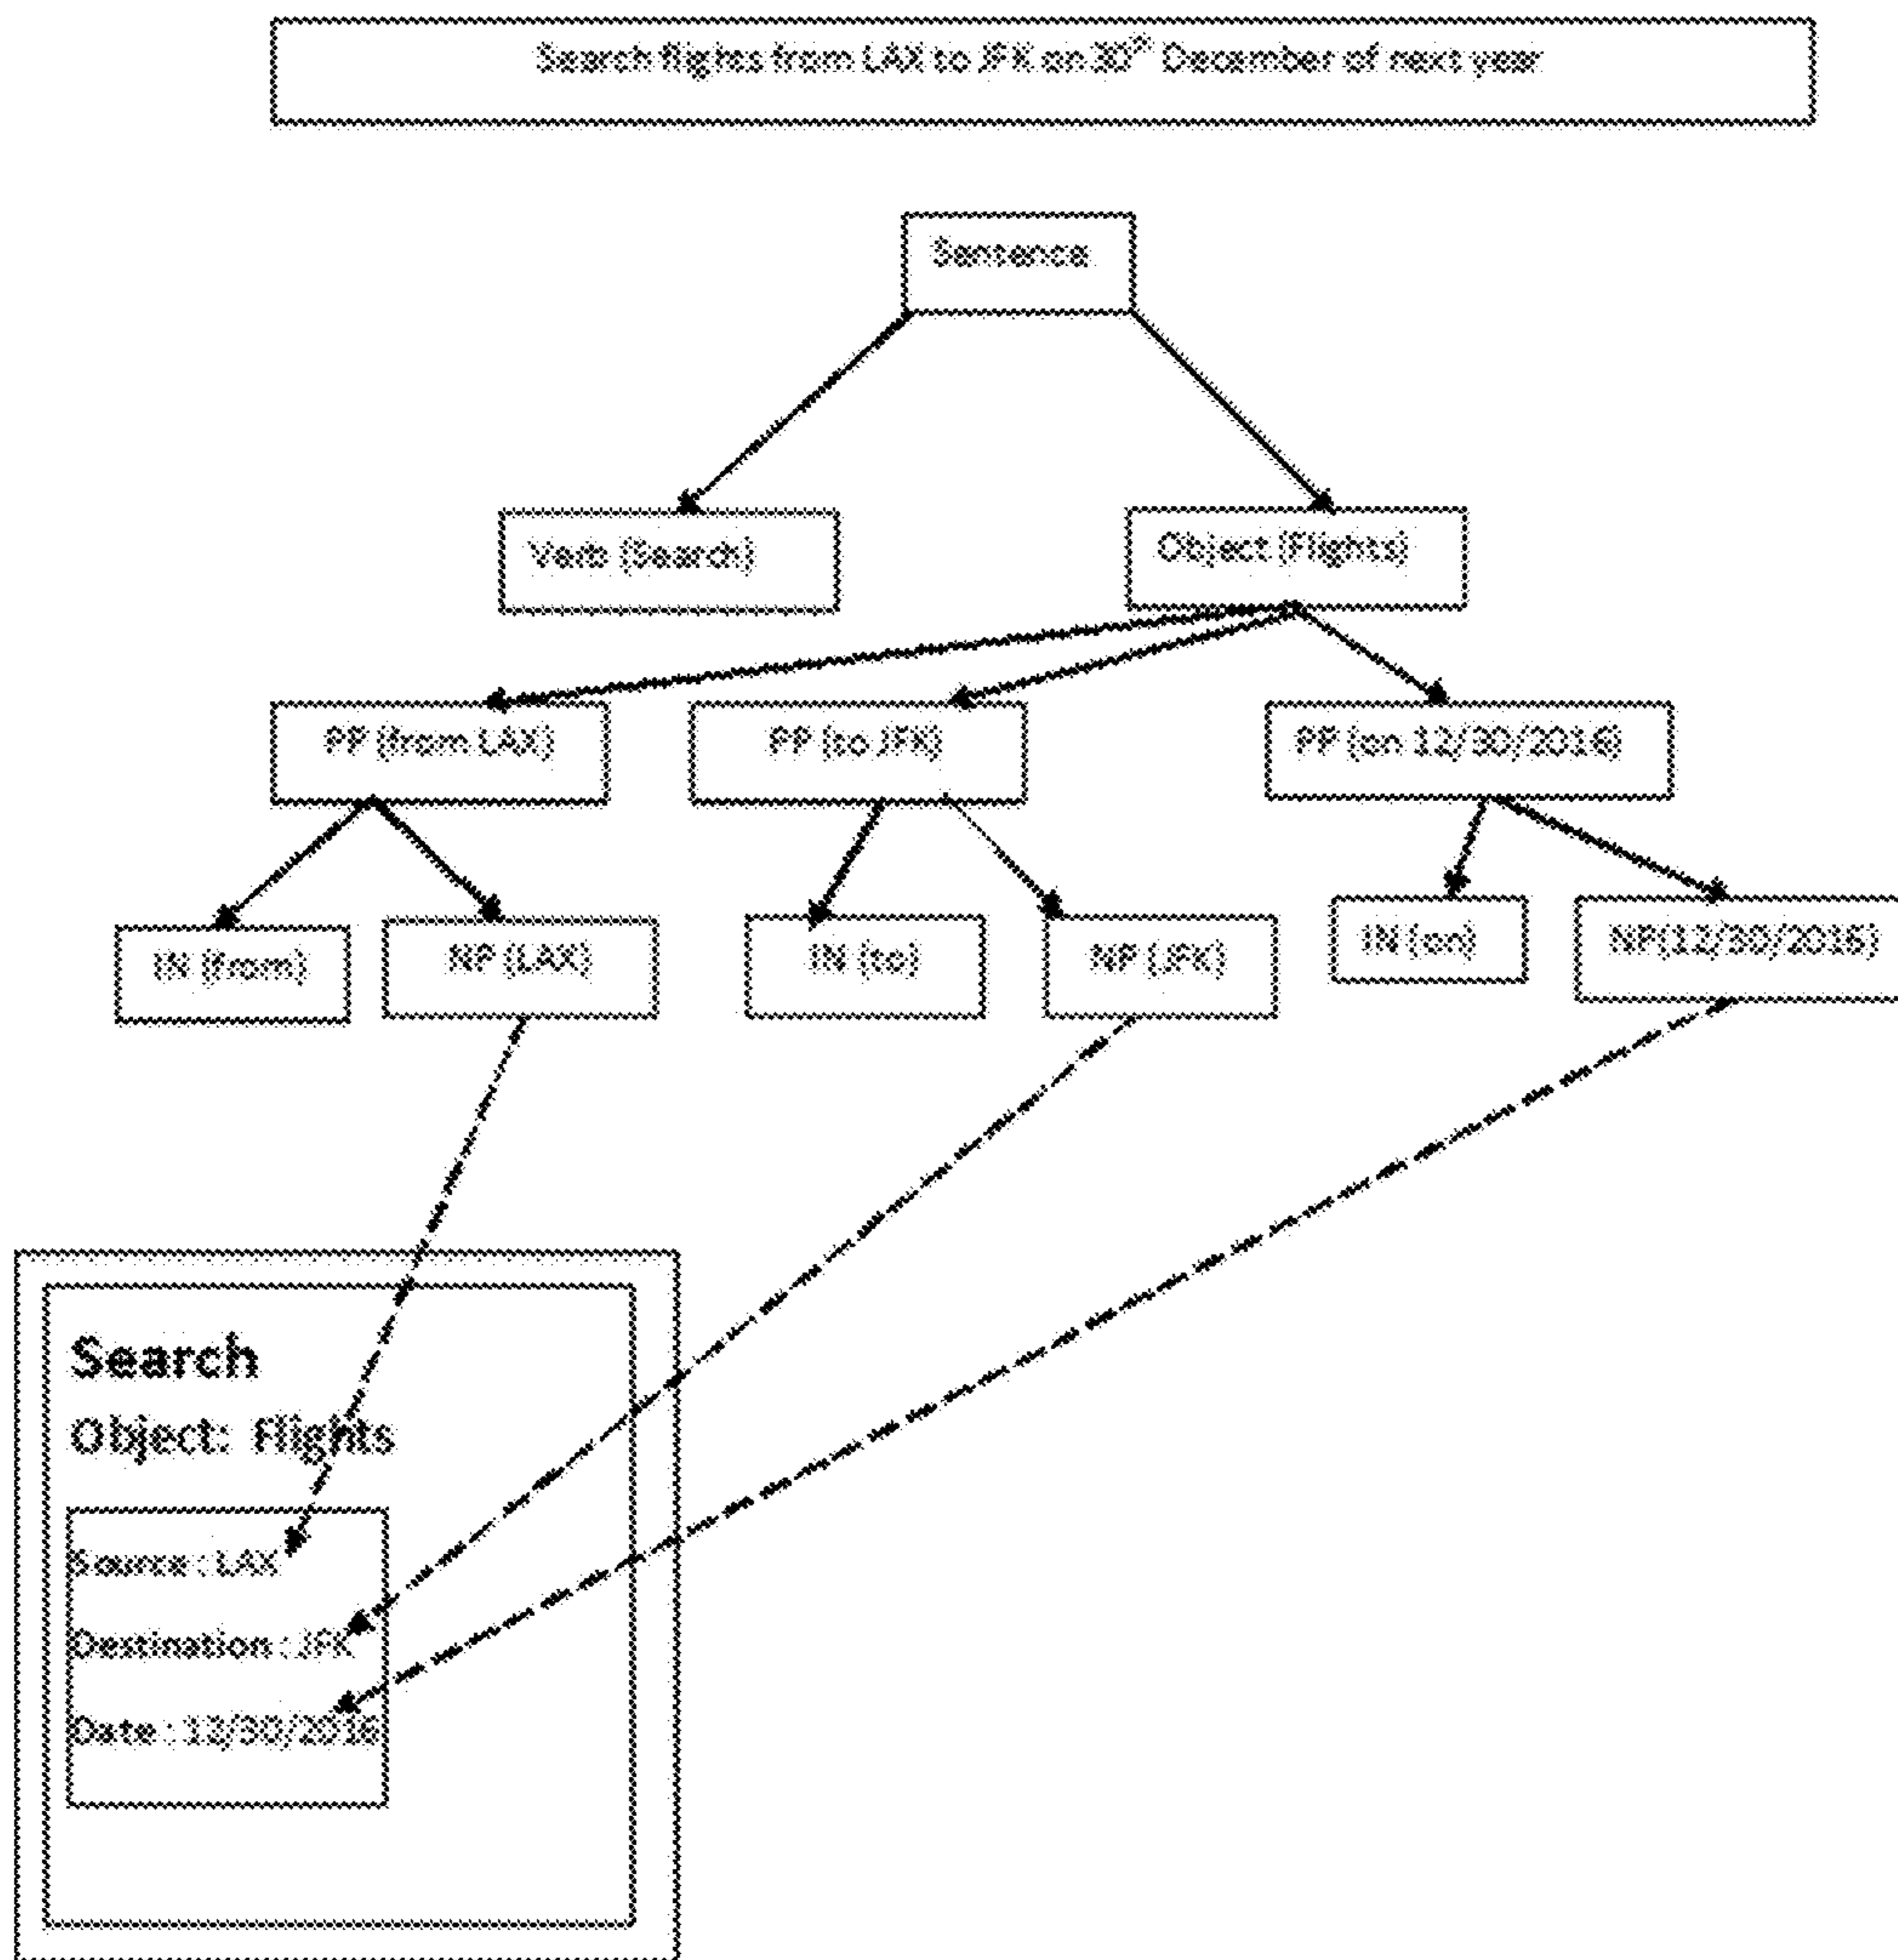 Search flights from LAX to JFK on 30th December of next year
Sentence
Verb (Search)
Object (Flights)
PP (from LAX)
PP (to JFK)
PP (on 12/30/2016)
IN (from)
NP (LAX)
IN (to)
NP (JFK)
IN (on)
NP(12/30/2016)
Search
Object: Flights
Source : LAX
Destination : JFK
Date : 12/30/2016